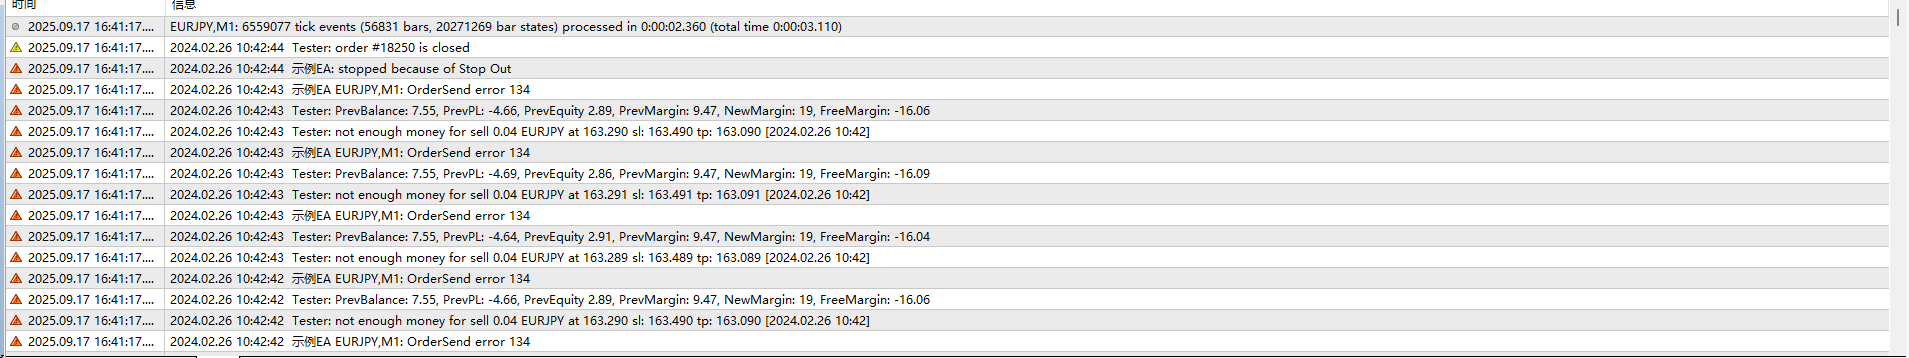 时间 信息
2025.09.17 16:41:17.... EURJPY,M1: 6559077 tick events (56831 bars, 20271269 bar states) processed in 0:00:02.360 (total time 0:00:03.110)
2025.09.17 16:41:17.... 2024.02.26 10:42:44 Tester: order #18250 is closed
2025.09.17 16:41:17.... 2024.02.26 10:42:44 示例EA: stopped because of Stop Out
2025.09.17 16:41:17.... 2024.02.26 10:42:43 示例EA EURJPY,M1: OrderSend error 134
2025.09.17 16:41:17.... 2024.02.26 10:42:43 Tester: PrevBalance: 7.55, PrevPL: -4.66, PrevEquity 2.89, PrevMargin: 9.47, NewMargin: 19, FreeMargin: -16.06
2025.09.17 16:41:17.... 2024.02.26 10:42:43 Tester: not enough money for sell 0.04 EURJPY at 163.290 sl: 163.490 tp: 163.090 [2024.02.26 10:42]
2025.09.17 16:41:17.... 2024.02.26 10:42:43 示例EA EURJPY,M1: OrderSend error 134
2025.09.17 16:41:17.... 2024.02.26 10:42:43 Tester: PrevBalance: 7.55, PrevPL: -4.69, PrevEquity 2.86, PrevMargin: 9.47, NewMargin: 19, FreeMargin: -16.09
2025.09.17 16:41:17.... 2024.02.26 10:42:43 Tester: not enough money for sell 0.04 EURJPY at 163.291 sl: 163.491 tp: 163.091 [2024.02.26 10:42]
2025.09.17 16:41:17.... 2024.02.26 10:42:43 示例EA EURJPY,M1: OrderSend error 134
2025.09.17 16:41:17.... 2024.02.26 10:42:43 Tester: PrevBalance: 7.55, PrevPL: -4.64, PrevEquity 2.91, PrevMargin: 9.47, NewMargin: 19, FreeMargin: -16.04
2025.09.17 16:41:17.... 2024.02.26 10:42:43 Tester: not enough money for sell 0.04 EURJPY at 163.289 sl: 163.489 tp: 163.089 [2024.02.26 10:42]
2025.09.17 16:41:17.... 2024.02.26 10:42:42 示例EA EURJPY,M1: OrderSend error 134
2025.09.17 16:41:17.... 2024.02.26 10:42:42 Tester: PrevBalance: 7.55, PrevPL: -4.66, PrevEquity 2.89, PrevMargin: 9.47, NewMargin: 19, FreeMargin: -16.06
2025.09.17 16:41:17.... 2024.02.26 10:42:42 Tester: not enough money for sell 0.04 EURJPY at 163.290 sl: 163.490 tp: 163.090 [2024.02.26 10:42]
2025.09.17 16:41:17.... 2024.02.26 10:42:42 示例EA EURJPY,M1: OrderSend error 134